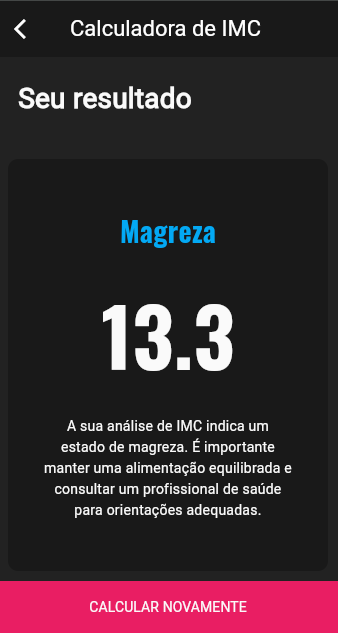 Calculadora de IMC
Seu resultado
Magreza
13.3
A sua análise de IMC indica um
estado de magreza. É importante
manter uma alimentação equilibrada e
consultar um profissional de saúde
para orientações adequadas.
CALCULAR NOVAMENTE